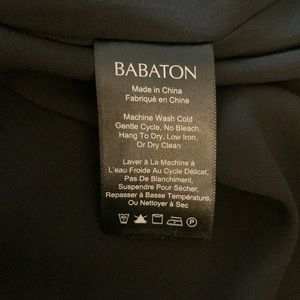 BABATON
Made in China
Fabriqué en Chine
Machine Wash Cold
Gentle Cycle, No Bleach.
Hang To Dry, Low Iron.
Or Dry Clean
Laver À La Machine à
L'eau Froide Au Cycle Délicat,
Pas De Blanchiment,
Suspendre Pour Sécher,
Repasser à Basse Température,
Ou Nettoyer à Sec